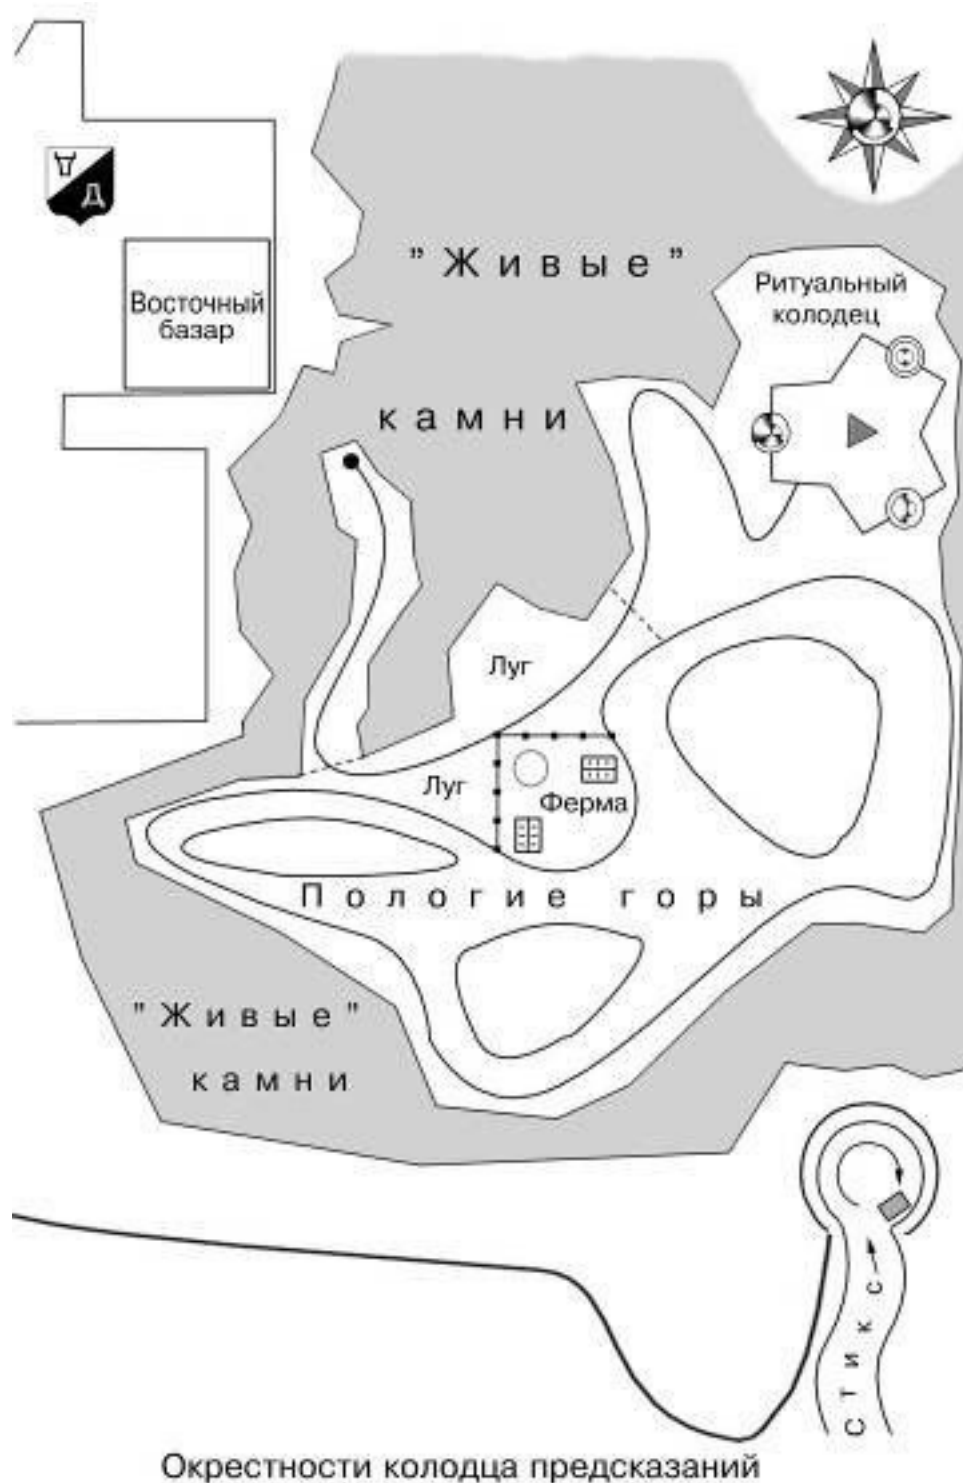 Д
"Живые"
камни
Восточный
базар
Ритуальный
колодец
Луг
Луг
Ферма
Пологие горы
"Живые"
камни
Стикс
Окрестности колодца предсказаний